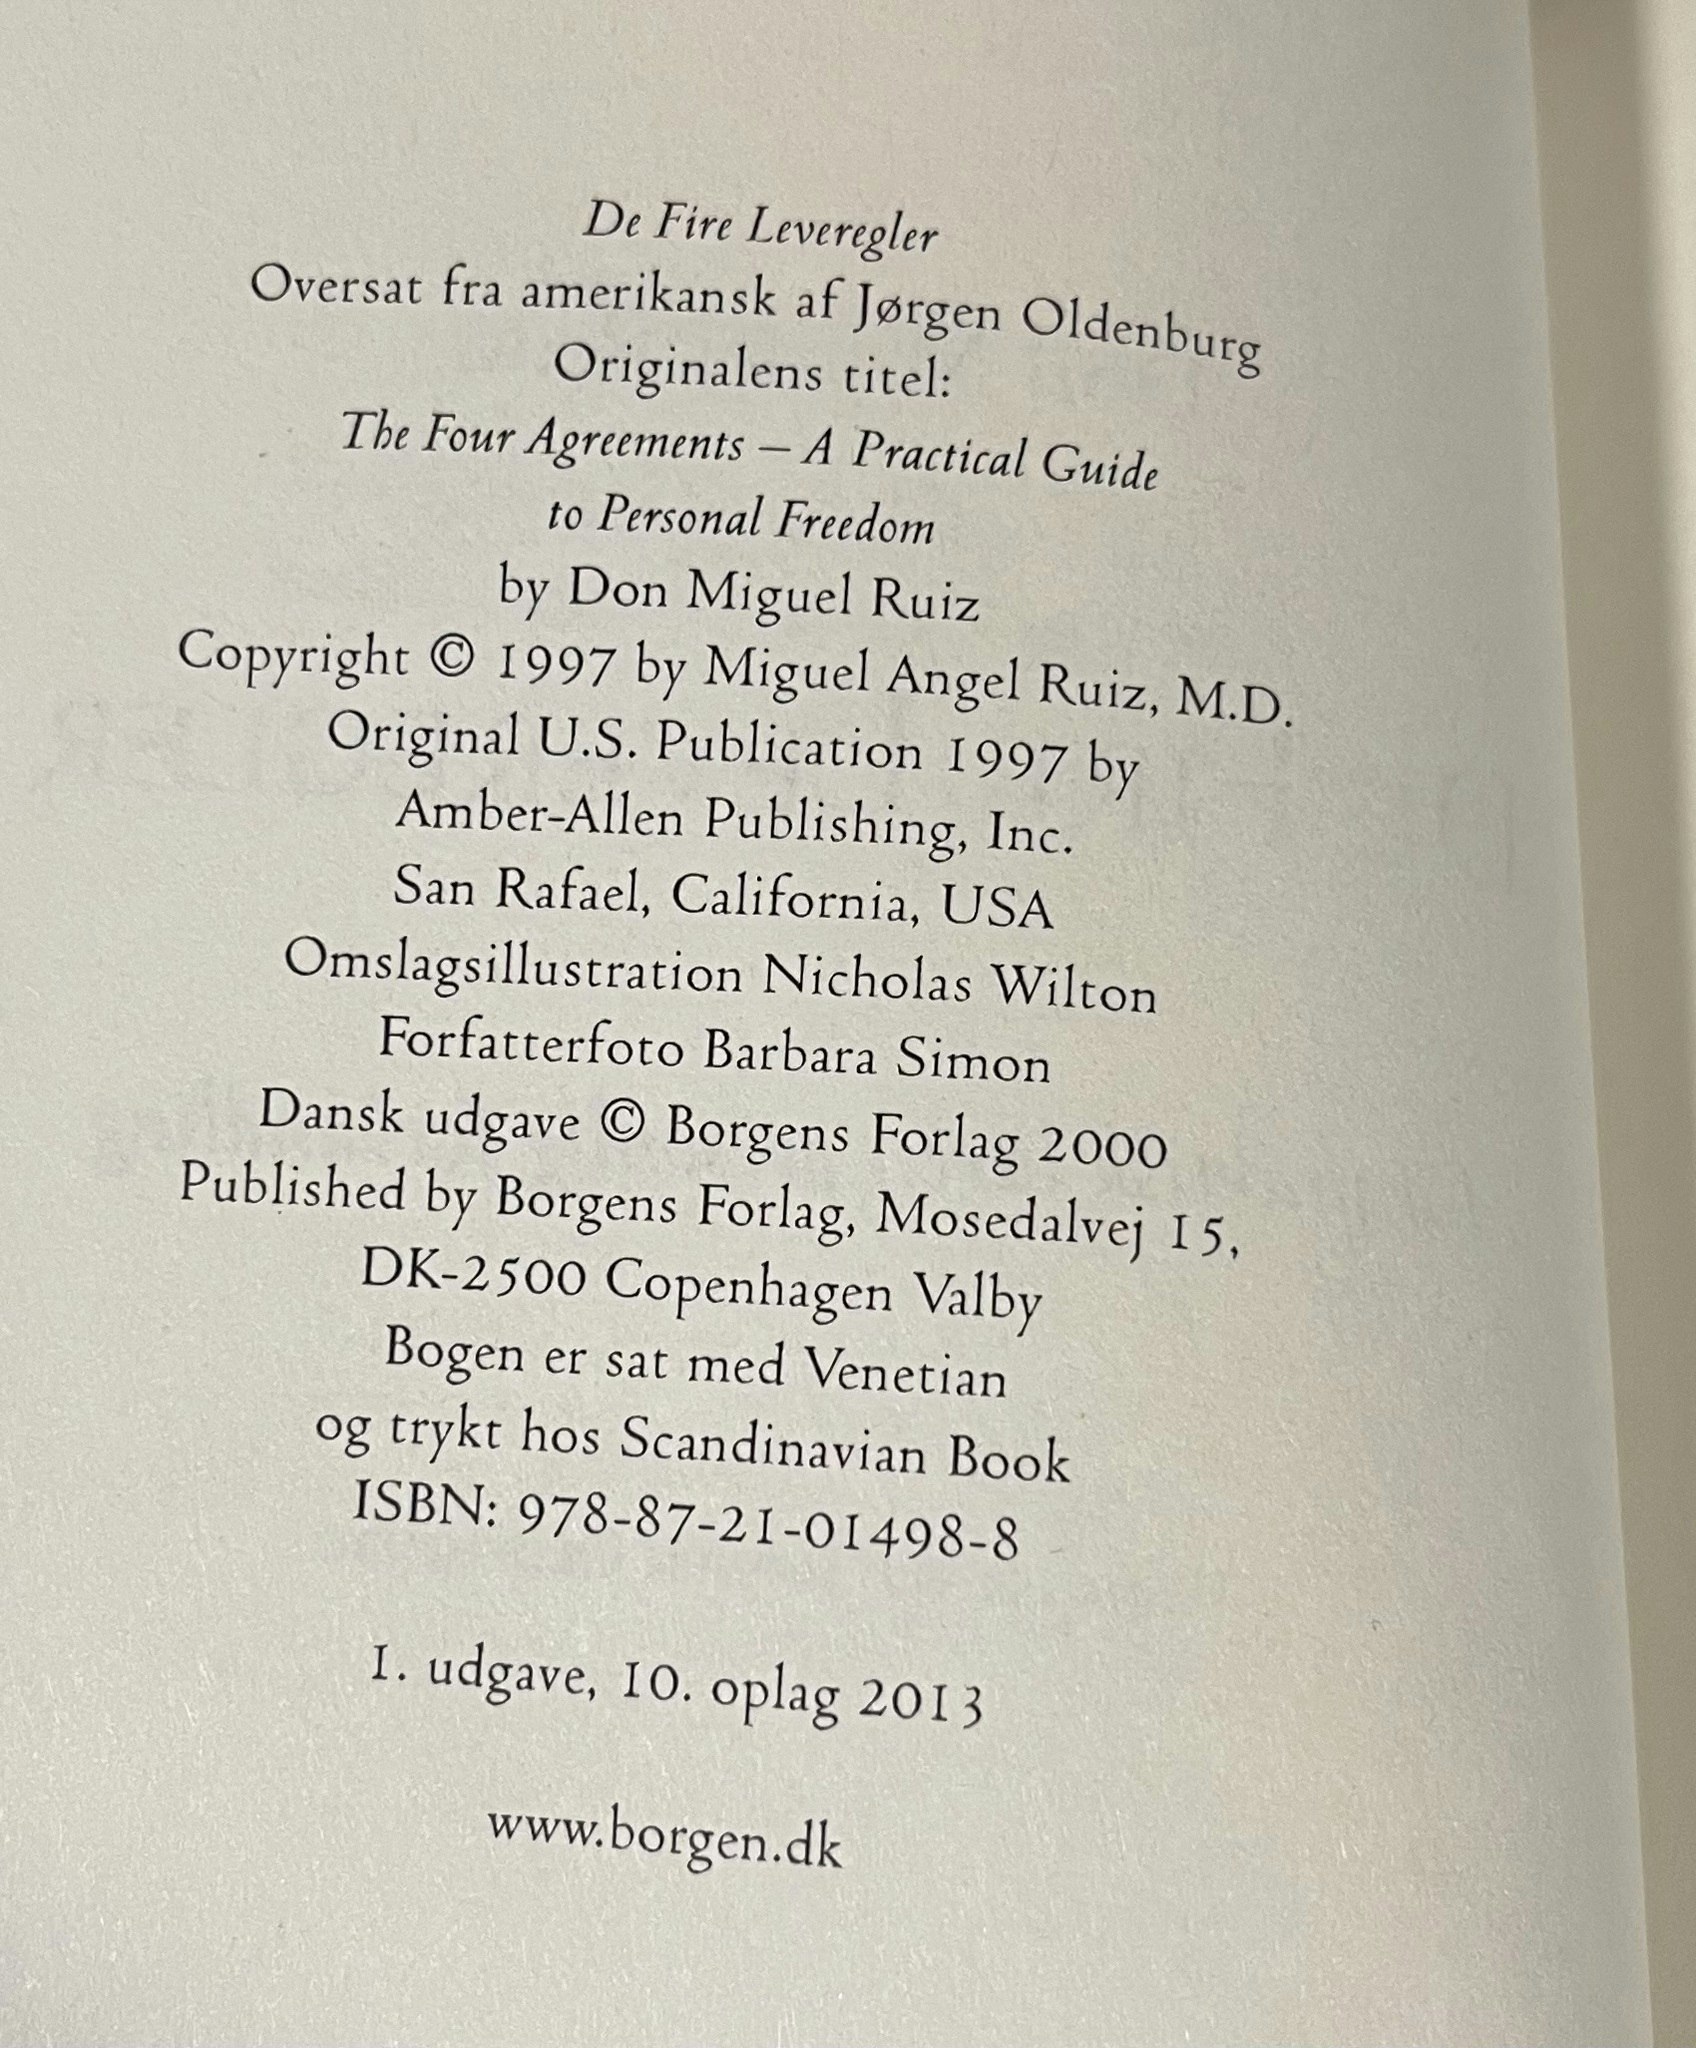 De Fire Leveregler
Oversat fra amerikansk af Jørgen Oldenburg
Originalens titel:
The Four Agreements – A Practical Guide
to Personal Freedom
by Don Miguel Ruiz
Copyright © 1997 by Miguel Angel Ruiz, M.D.
Original U.S. Publication 1997 by
Amber-Allen Publishing, Inc.
San Rafael, California, USA
Omslagsillustration Nicholas Wilton
Forfatterfoto Barbara Simon
Dansk udgave © Borgens Forlag 2000
Published by Borgens Forlag, Mosedalvej 15,
DK-2500 Copenhagen Valby
Bogen er sat med Venetian
og trykt hos Scandinavian Book
ISBN: 978-87-21-01498-8
1. udgave, 10. oplag 2013
www.borgen.dk